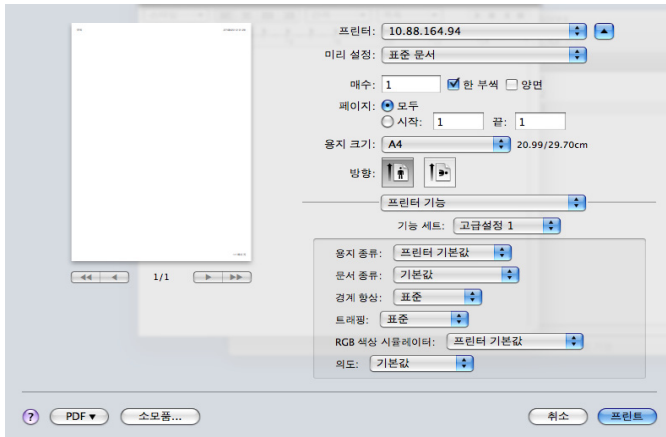 프린터: 10.88.164.94
미리 설정: 표준 문서
매수: 1 한 부씩 양면
페이지: 모두
시작: 1 끝: 1
용지 크기: A4 20.99/29.70cm
방향:
프린터 기능
기능 세트: 고급설정 1
용지 종류: 프린터 기본값
문서 종류: 기본값
경계 향상: 표준
트래핑: 표준
RGB 색상 시뮬레이터: 프린터 기본값
의도: 기본값
1/1
? PDF ▼ 소모품... 취소 프린트